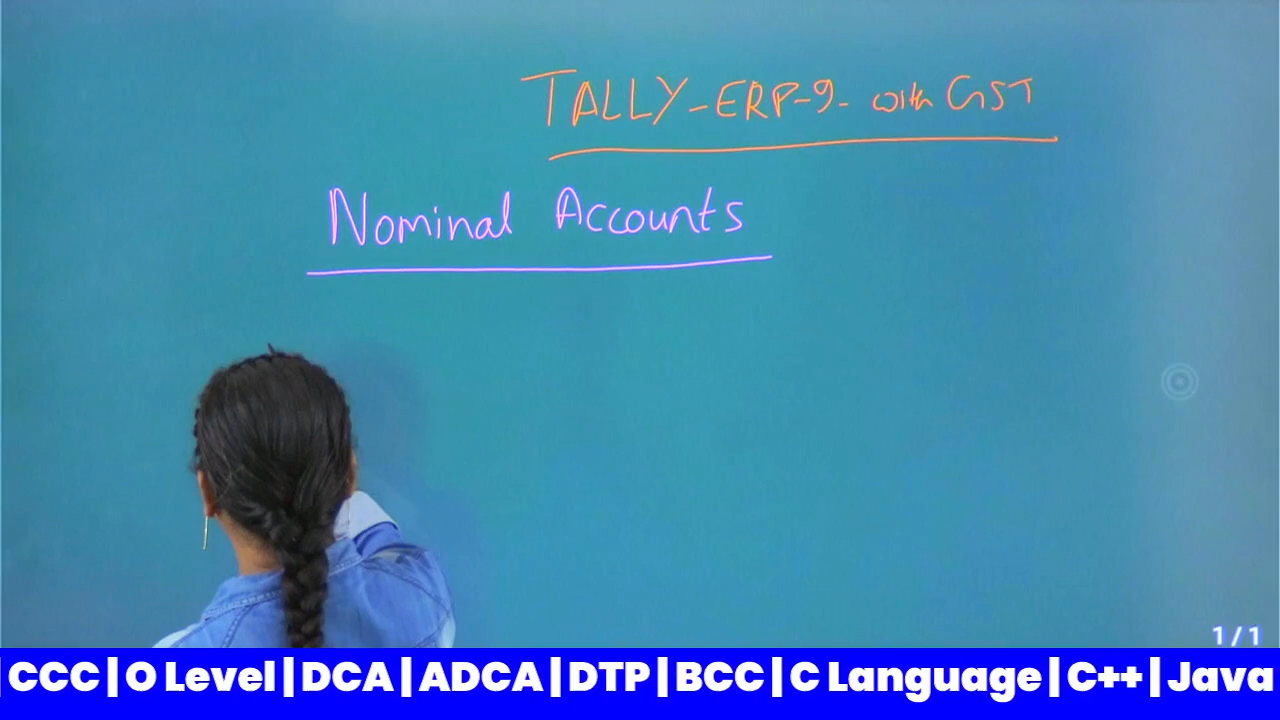 TALLY-ERP-9- with GST
Nominal Accounts
1/1
|CCC|O Level|DCA|ADCA|DTP|BCC|C Language|C++|Java